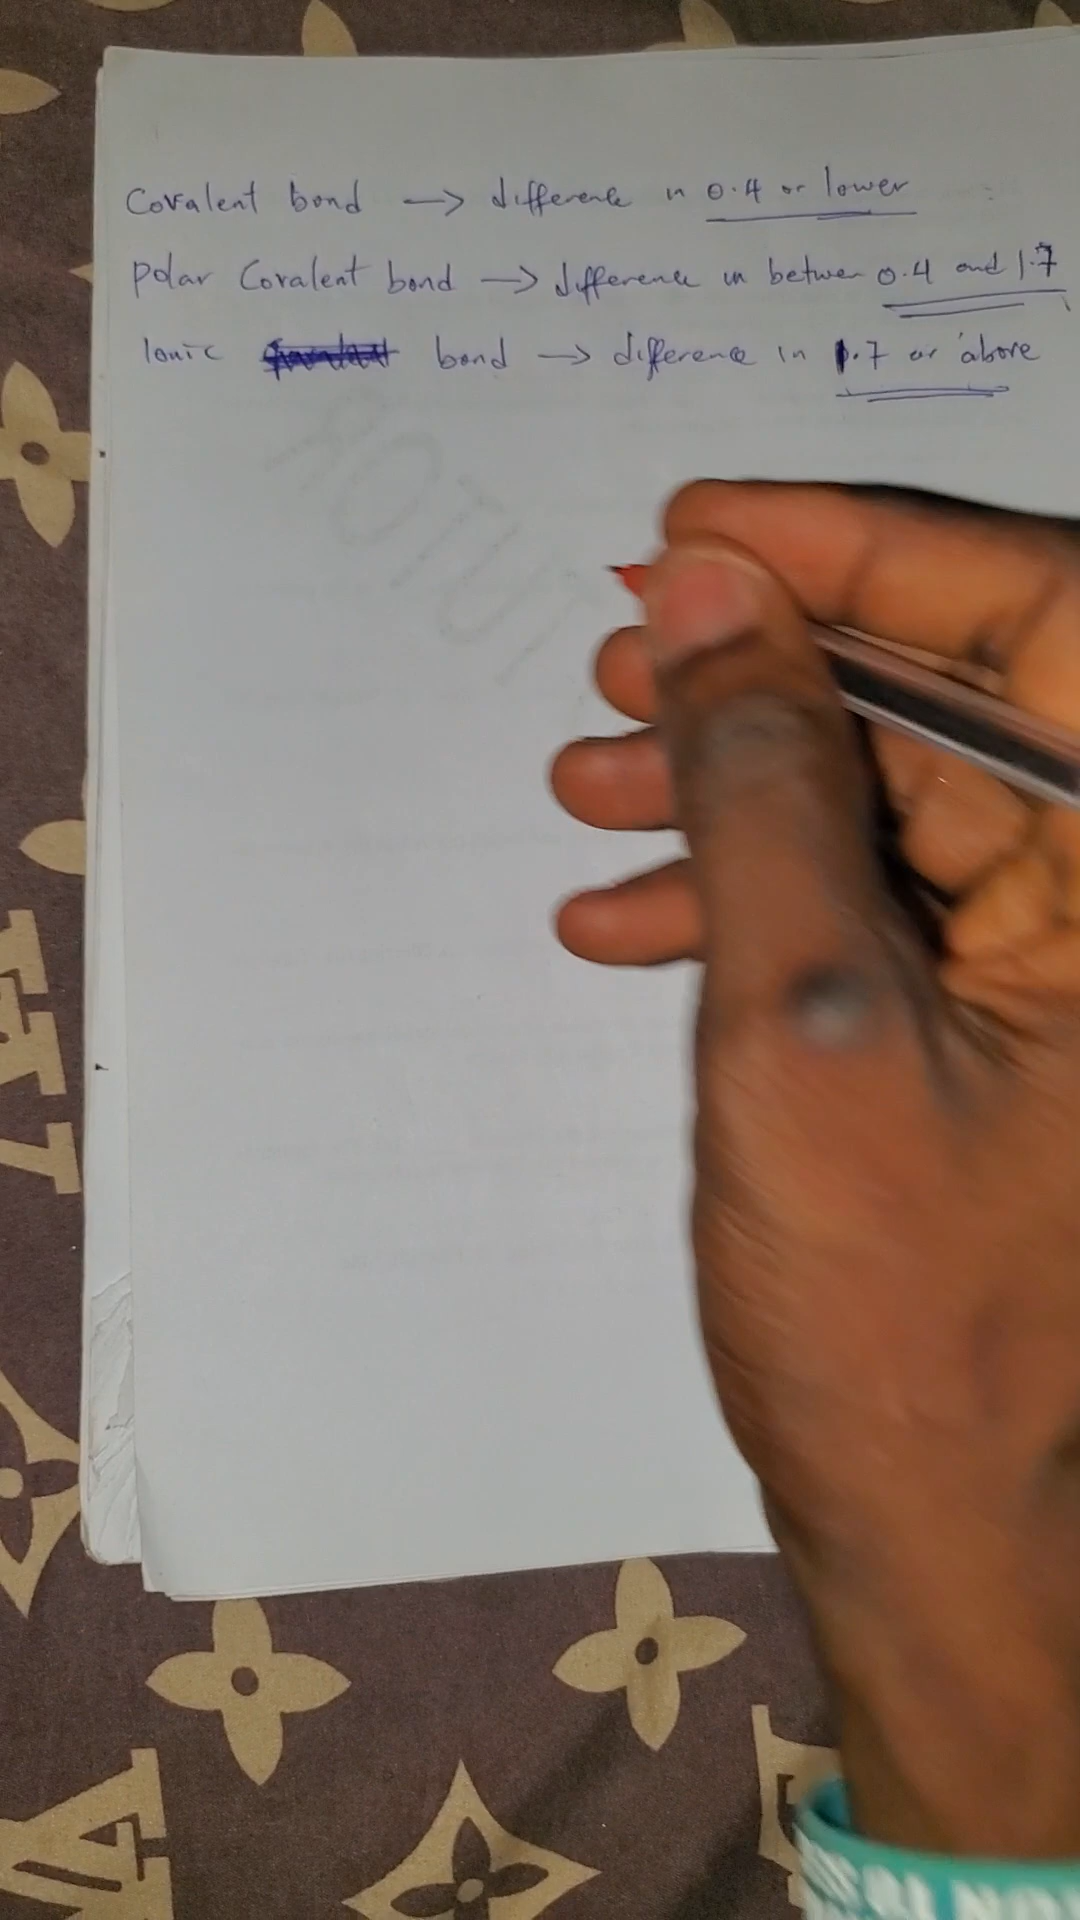 Covalent bond → difference in 0.4 or lower
polar Covalent bond → difference in betwen 0.4 and 1.7
Ionic bond → difference in 1.7 or above